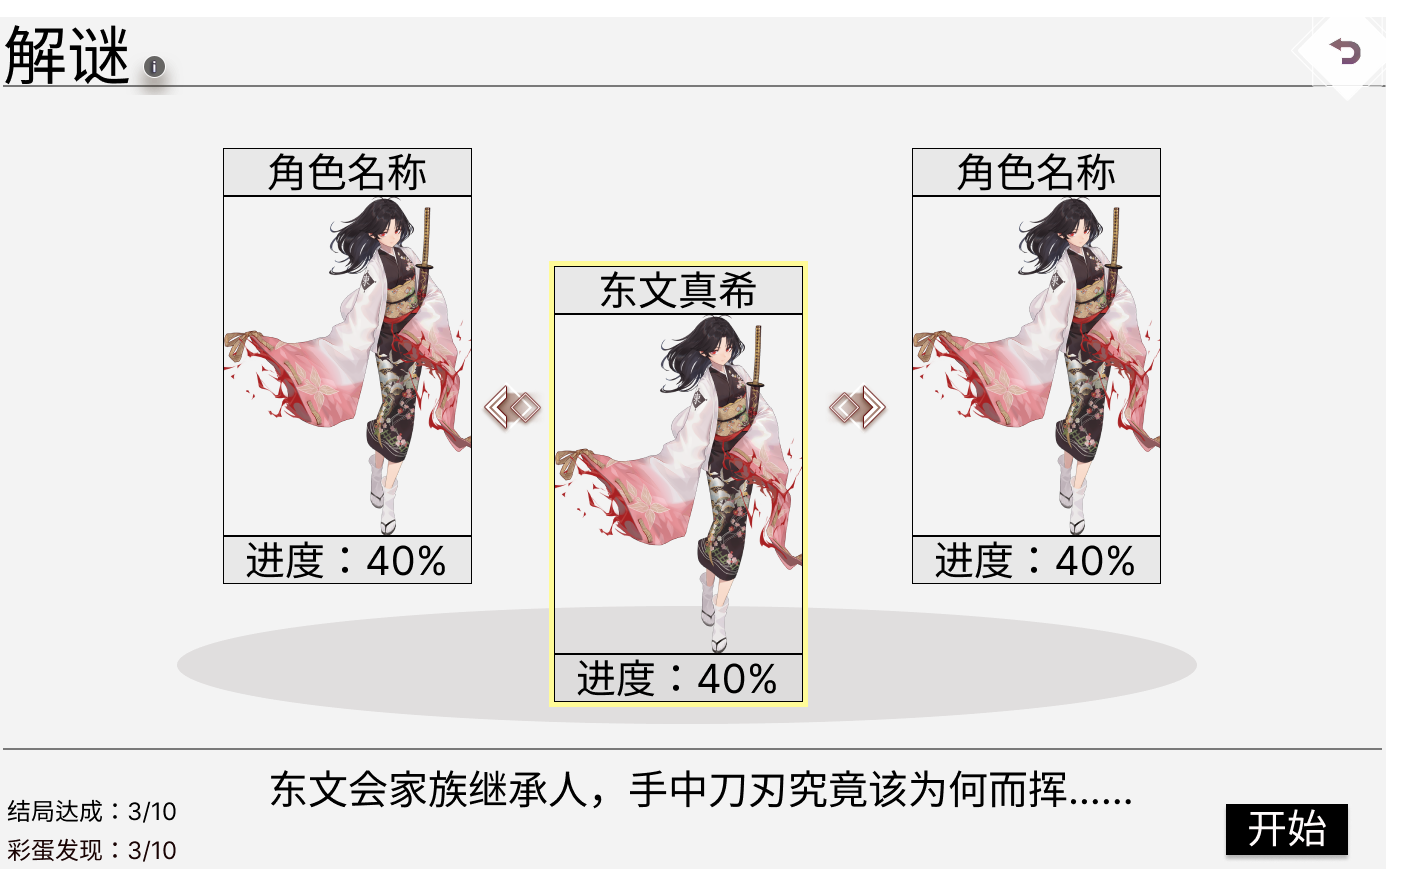 解谜
i
角色名称
进度：40%
东文真希
进度：40%
角色名称
进度：40%
东文会家族继承人，手中刀刃究竟该为何而挥......
结局达成：3/10
彩蛋发现：3/10
开始